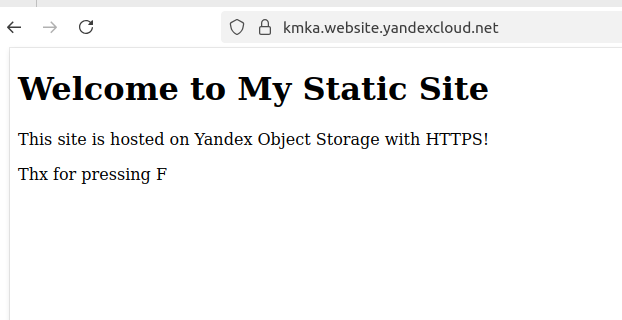 kmka.website.yandexcloud.net
Welcome to My Static Site
This site is hosted on Yandex Object Storage with HTTPS!
Thx for pressing F